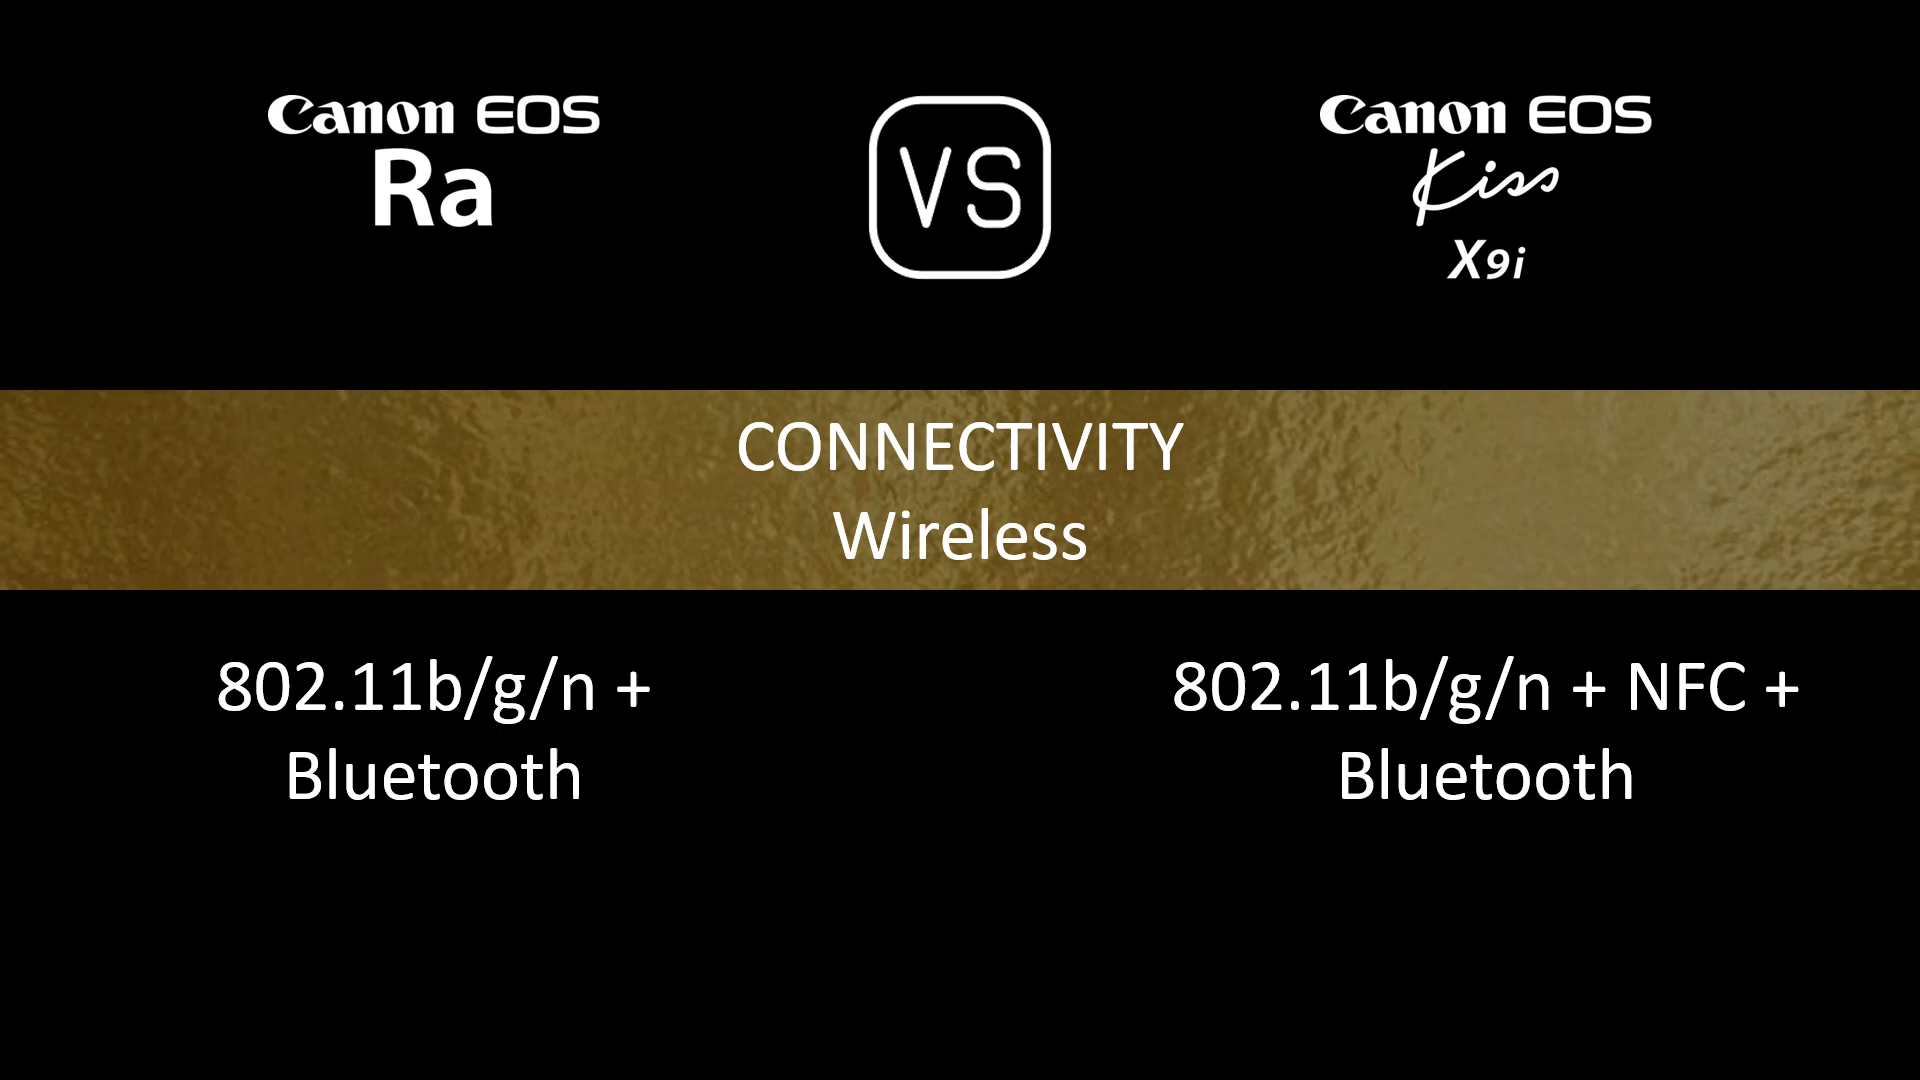 Canon EOS
Ra
VS
Canon EOS
Kiss
X9i
CONNECTIVITY
Wireless
802.11b/g/n +
Bluetooth
802.11b/g/n + NFC +
Bluetooth